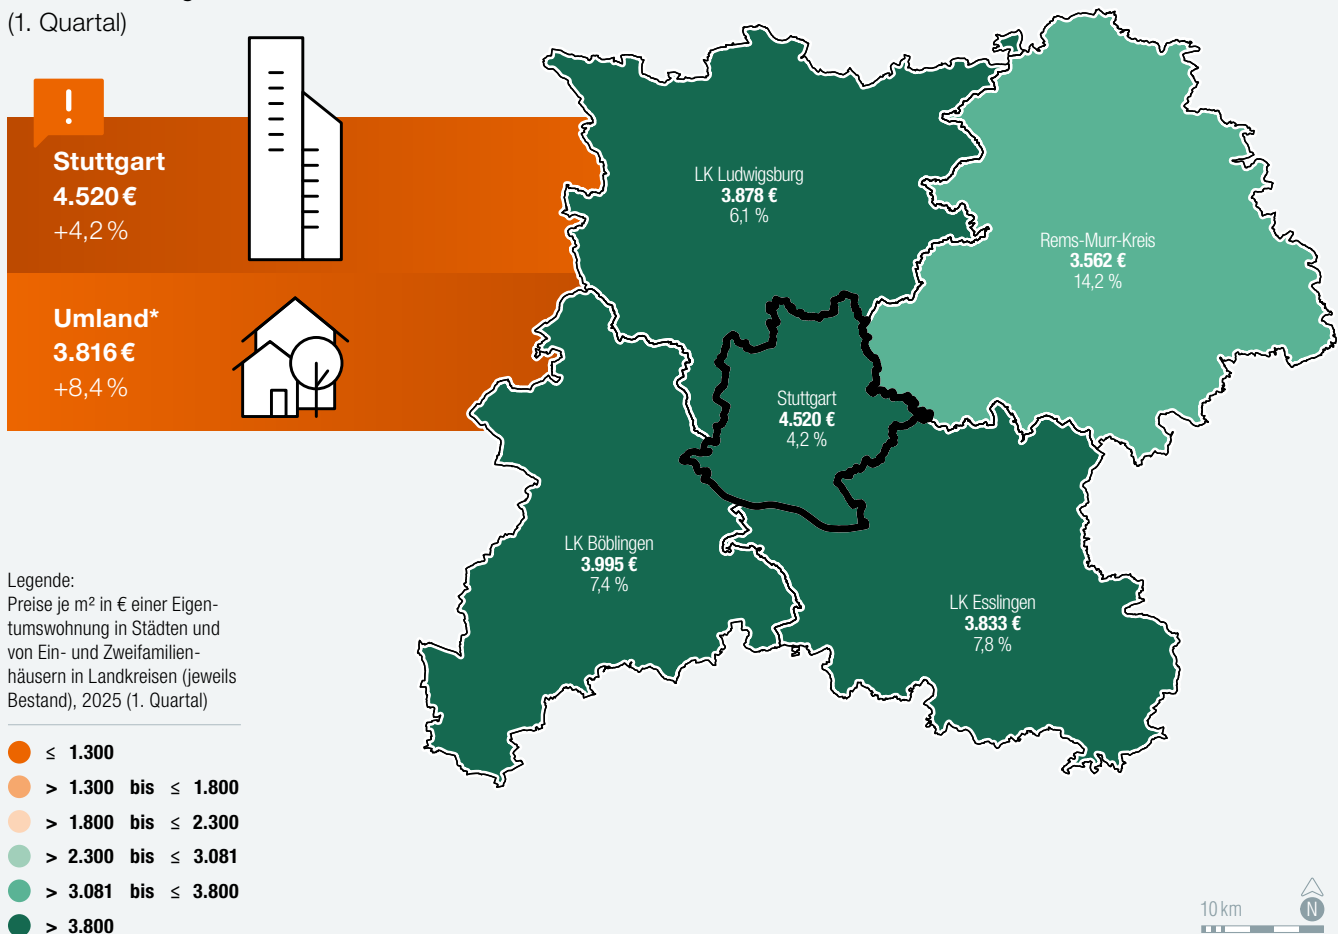 (1. Quartal)
!
Stuttgart
4.520 €
+4,2 %
Umland*
3.816 €
+8,4 %
LK Ludwigsburg
3.878 €
6,1 %
Rems-Murr-Kreis
3.562 €
14,2 %
Stuttgart
4.520 €
4,2 %
LK Böblingen
3.995 €
7,4 %
LK Esslingen
3.833 €
7,8 %
Legende:
Preise je m² in € einer Eigen-
tumswohnung in Städten und
von Ein- und Zweifamilien-
häusern in Landkreisen (jeweils
Bestand), 2025 (1. Quartal)
≤ 1.300
> 1.300 bis ≤ 1.800
> 1.800 bis ≤ 2.300
> 2.300 bis ≤ 3.081
> 3.081 bis ≤ 3.800
> 3.800
10 km
N